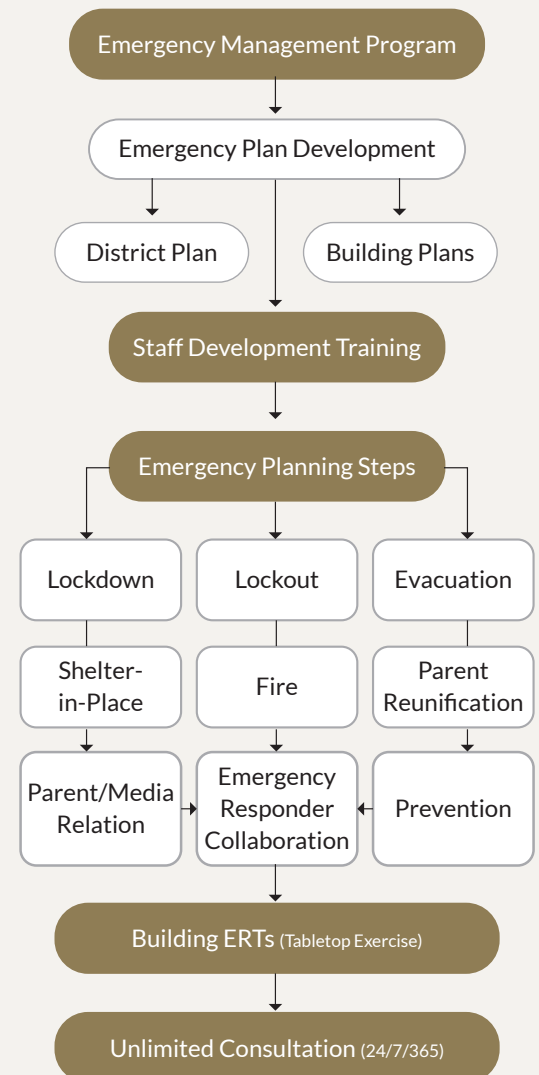 Emergency Management Program
Emergency Plan Development
District Plan
Building Plans
Staff Development Training
Emergency Planning Steps
Lockdown
Lockout
Evacuation
Shelter-
in-Place
Fire
Parent
Reunification
Parent/Media
Relation
Emergency
Responder
Collaboration
Prevention
Building ERTs (Tabletop Exercise)
Unlimited Consultation (24/7/365)